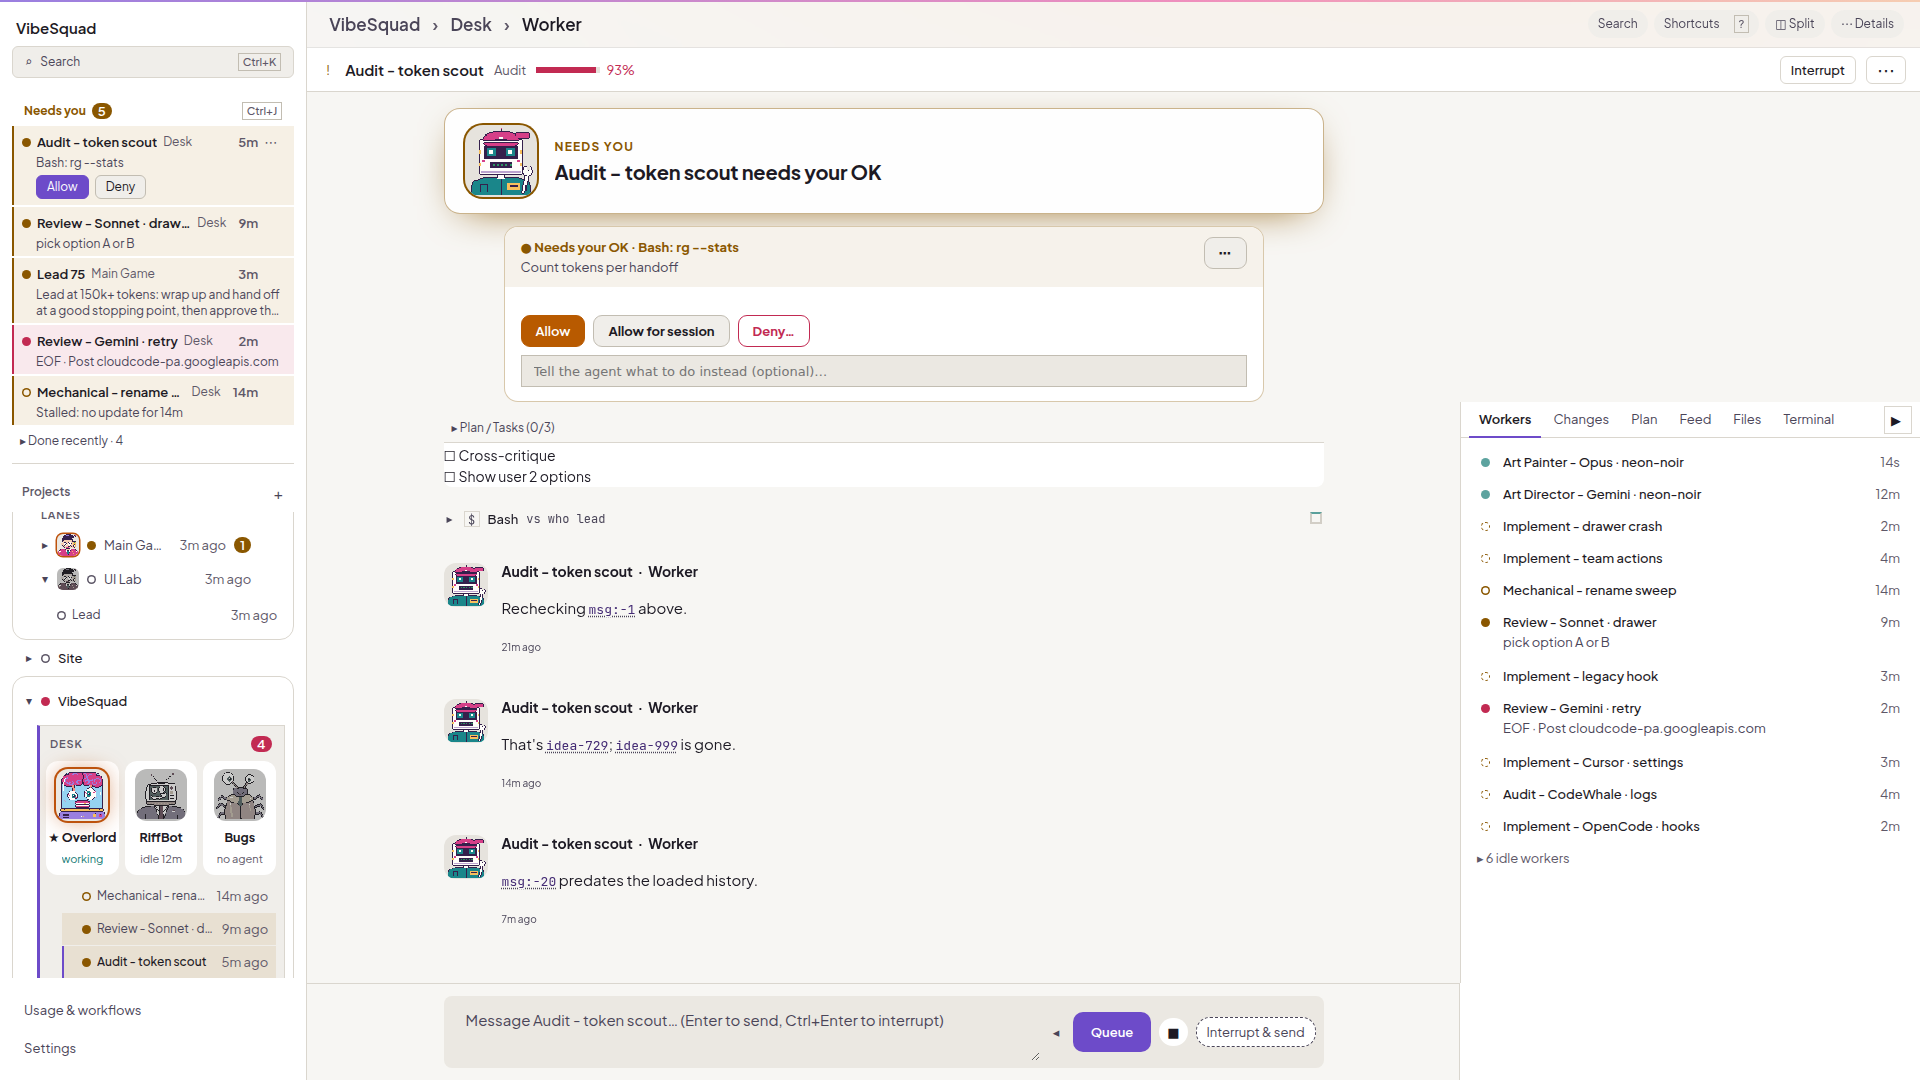 VibeSquad
Search Ctrl+K
Needs you 5 Ctrl+J
Audit – token scout Desk 5m ···
Bash: rg --stats
Allow Deny
Review – Sonnet · draw... Desk 9m
pick option A or B
Lead 75 Main Game 3m
Lead at 150k+ tokens: wrap up and hand off
at a good stopping point, then approve th...
Review – Gemini · retry Desk 2m
EOF · Post cloudcode-pa.googleapis.com
Mechanical – rename ... Desk 14m
Stalled: no update for 14m
▸ Done recently · 4
Projects +
LANES
▸ Main Ga... 3m ago 1
▾ UI Lab 3m ago
Lead 3m ago
▸ Site
▾ VibeSquad
DESK 4
★ Overlord RiffBot Bugs
working idle 12m no agent
Mechanical – rena... 14m ago
Review – Sonnet · d... 9m ago
Audit – token scout 5m ago
Usage & workflows
Settings
VibeSquad › Desk › Worker
Search Shortcuts ? Split ··· Details
! Audit – token scout Audit 93% Interrupt ···
NEEDS YOU
Audit – token scout needs your OK
Needs your OK · Bash: rg --stats ···
Count tokens per handoff
Allow Allow for session Deny...
Tell the agent what to do instead (optional)...
▸ Plan / Tasks (0/3)
☐ Cross-critique
☐ Show user 2 options
▸ $ Bash vs who lead
Audit – token scout · Worker
Rechecking msg:-1 above.
21m ago
Audit – token scout · Worker
That's idea-729; idea-999 is gone.
14m ago
Audit – token scout · Worker
msg:-20 predates the loaded history.
7m ago
Message Audit – token scout... (Enter to send, Ctrl+Enter to interrupt)
◂ Queue ■ Interrupt & send
Workers Changes Plan Feed Files Terminal ▶
Art Painter – Opus · neon-noir 14s
Art Director – Gemini · neon-noir 12m
Implement – drawer crash 2m
Implement – team actions 4m
Mechanical – rename sweep 14m
Review – Sonnet · drawer 9m
pick option A or B
Implement – legacy hook 3m
Review – Gemini · retry 2m
EOF · Post cloudcode-pa.googleapis.com
Implement – Cursor · settings 3m
Audit – CodeWhale · logs 4m
Implement – OpenCode · hooks 2m
▸ 6 idle workers